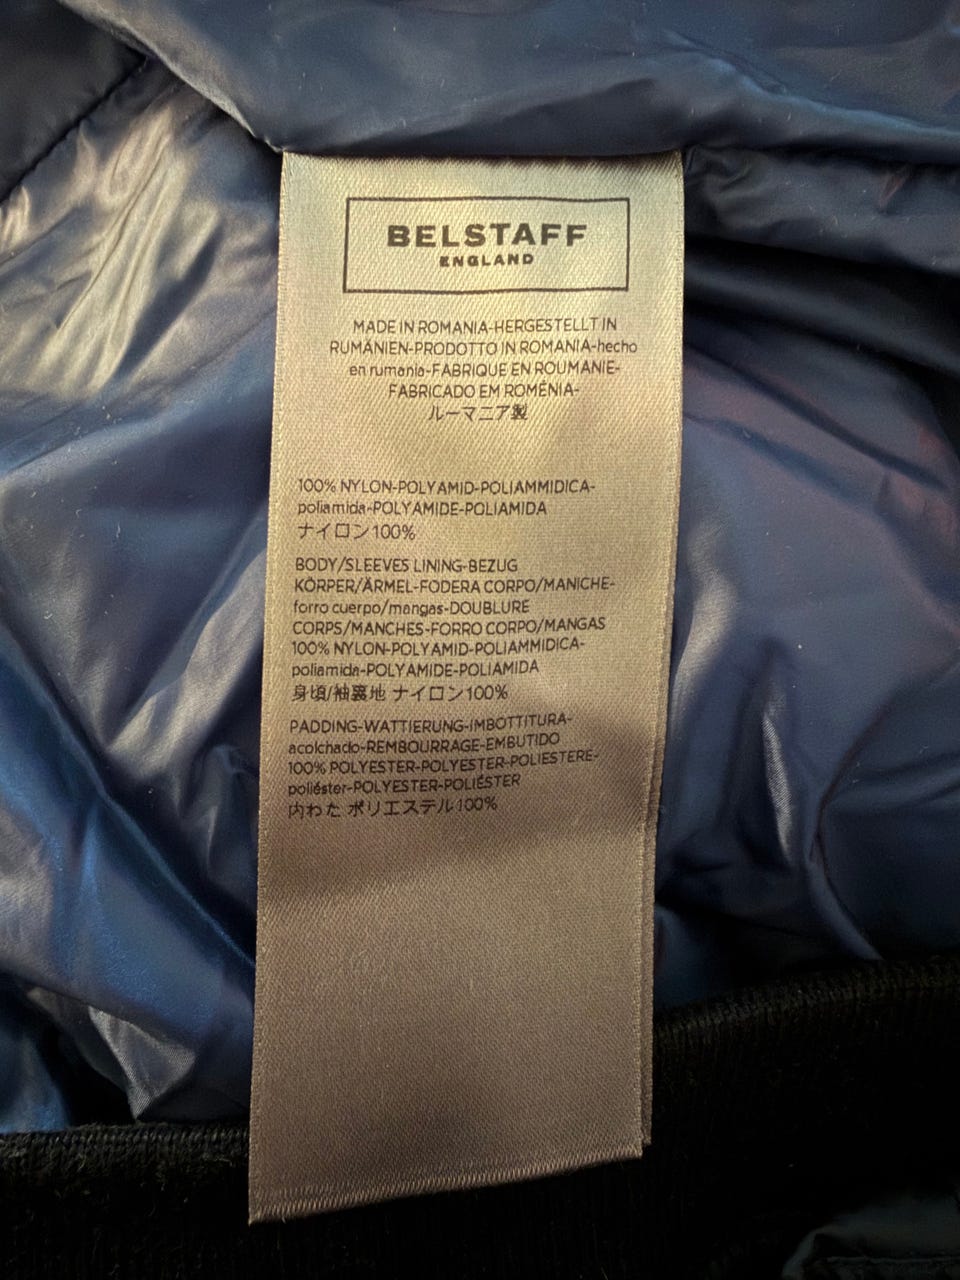 BELSTAFF
ENGLAND
MADE IN ROMANIA-HERGESTELLT IN
RUMÄNIEN-PRODOTTO IN ROMANIA-hecho
en rumania-FABRIQUE EN ROUMANIE-
FABRICADO EM ROMÉNIA-
ルーマニア製
100% NYLON-POLYAMID-POLIAMMIDICA-
poliamida-POLYAMIDE-POLIAMIDA
ナイロン100%
BODY/SLEEVES LINING-BEZUG
KÖRPER/ÄRMEL-FODERA CORPO/MANICHE-
forro cuerpo/mangas-DOUBLURE
CORPS/MANCHES-FORRO CORPO/MANGAS
100% NYLON-POLYAMID-POLIAMMIDICA-
poliamida-POLYAMIDE-POLIAMIDA
身頃/袖裏地 ナイロン100%
PADDING-WATTIERUNG-IMBOTTITURA-
acolchado-REMBOURRAGE-EMBUTIDO
100% POLYESTER-POLYESTER-POLIESTERE-
poliéster-POLYESTER-POLIÉSTER
内わた ポリエステル100%